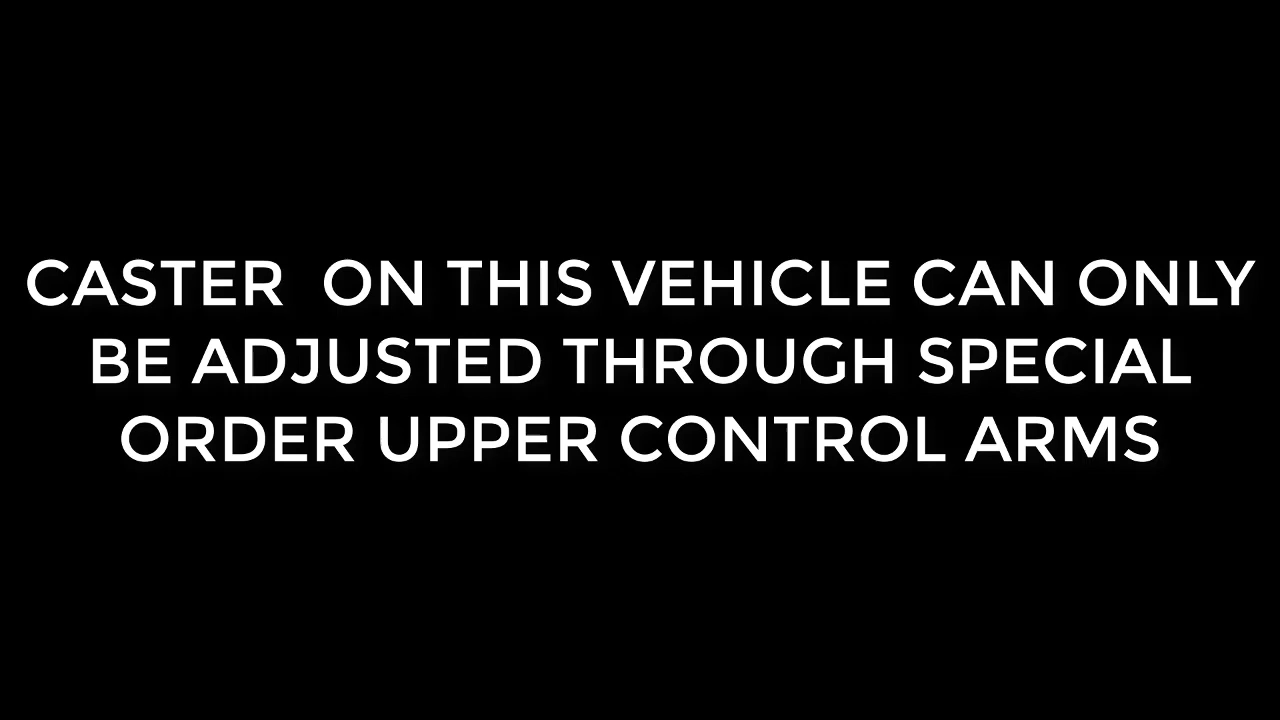 CASTER  ON THIS VEHICLE CAN ONLY
BE ADJUSTED THROUGH SPECIAL
ORDER UPPER CONTROL ARMS